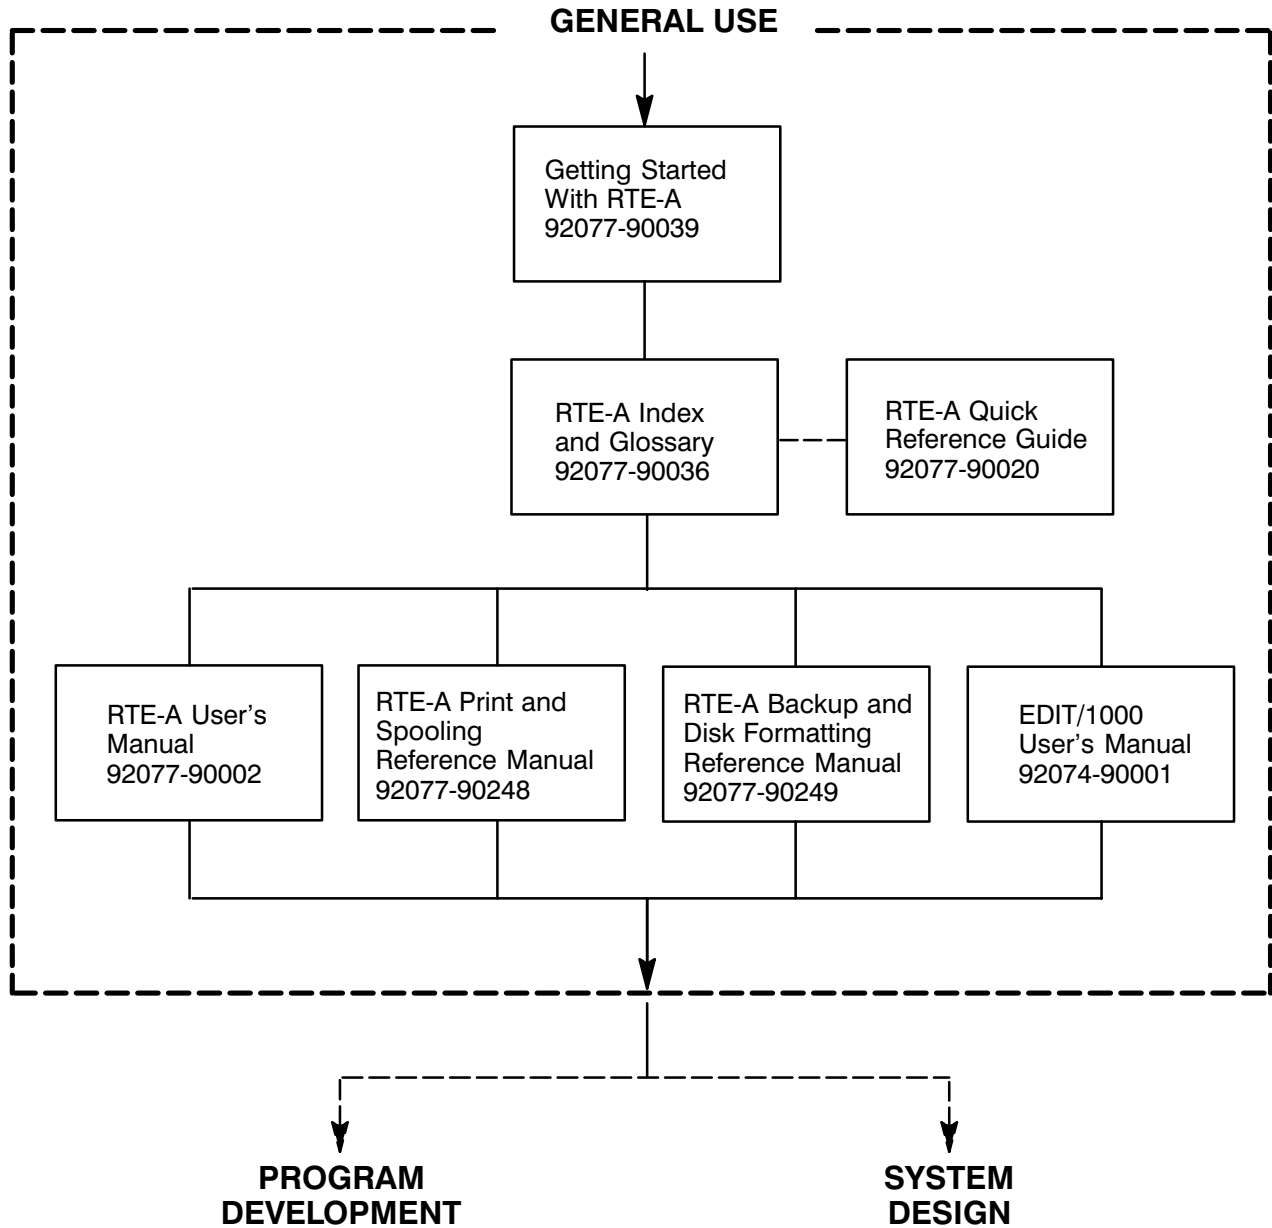 GENERAL USE
Getting Started
With RTE-A
92077-90039
RTE-A Index
and Glossary
92077-90036
RTE-A Quick
Reference Guide
92077-90020
RTE-A User’s
Manual
92077-90002
RTE-A Print and
Spooling
Reference Manual
92077-90248
RTE-A Backup and
Disk Formatting
Reference Manual
92077-90249
EDIT/1000
User’s Manual
92074-90001
PROGRAM
DEVELOPMENT
SYSTEM
DESIGN